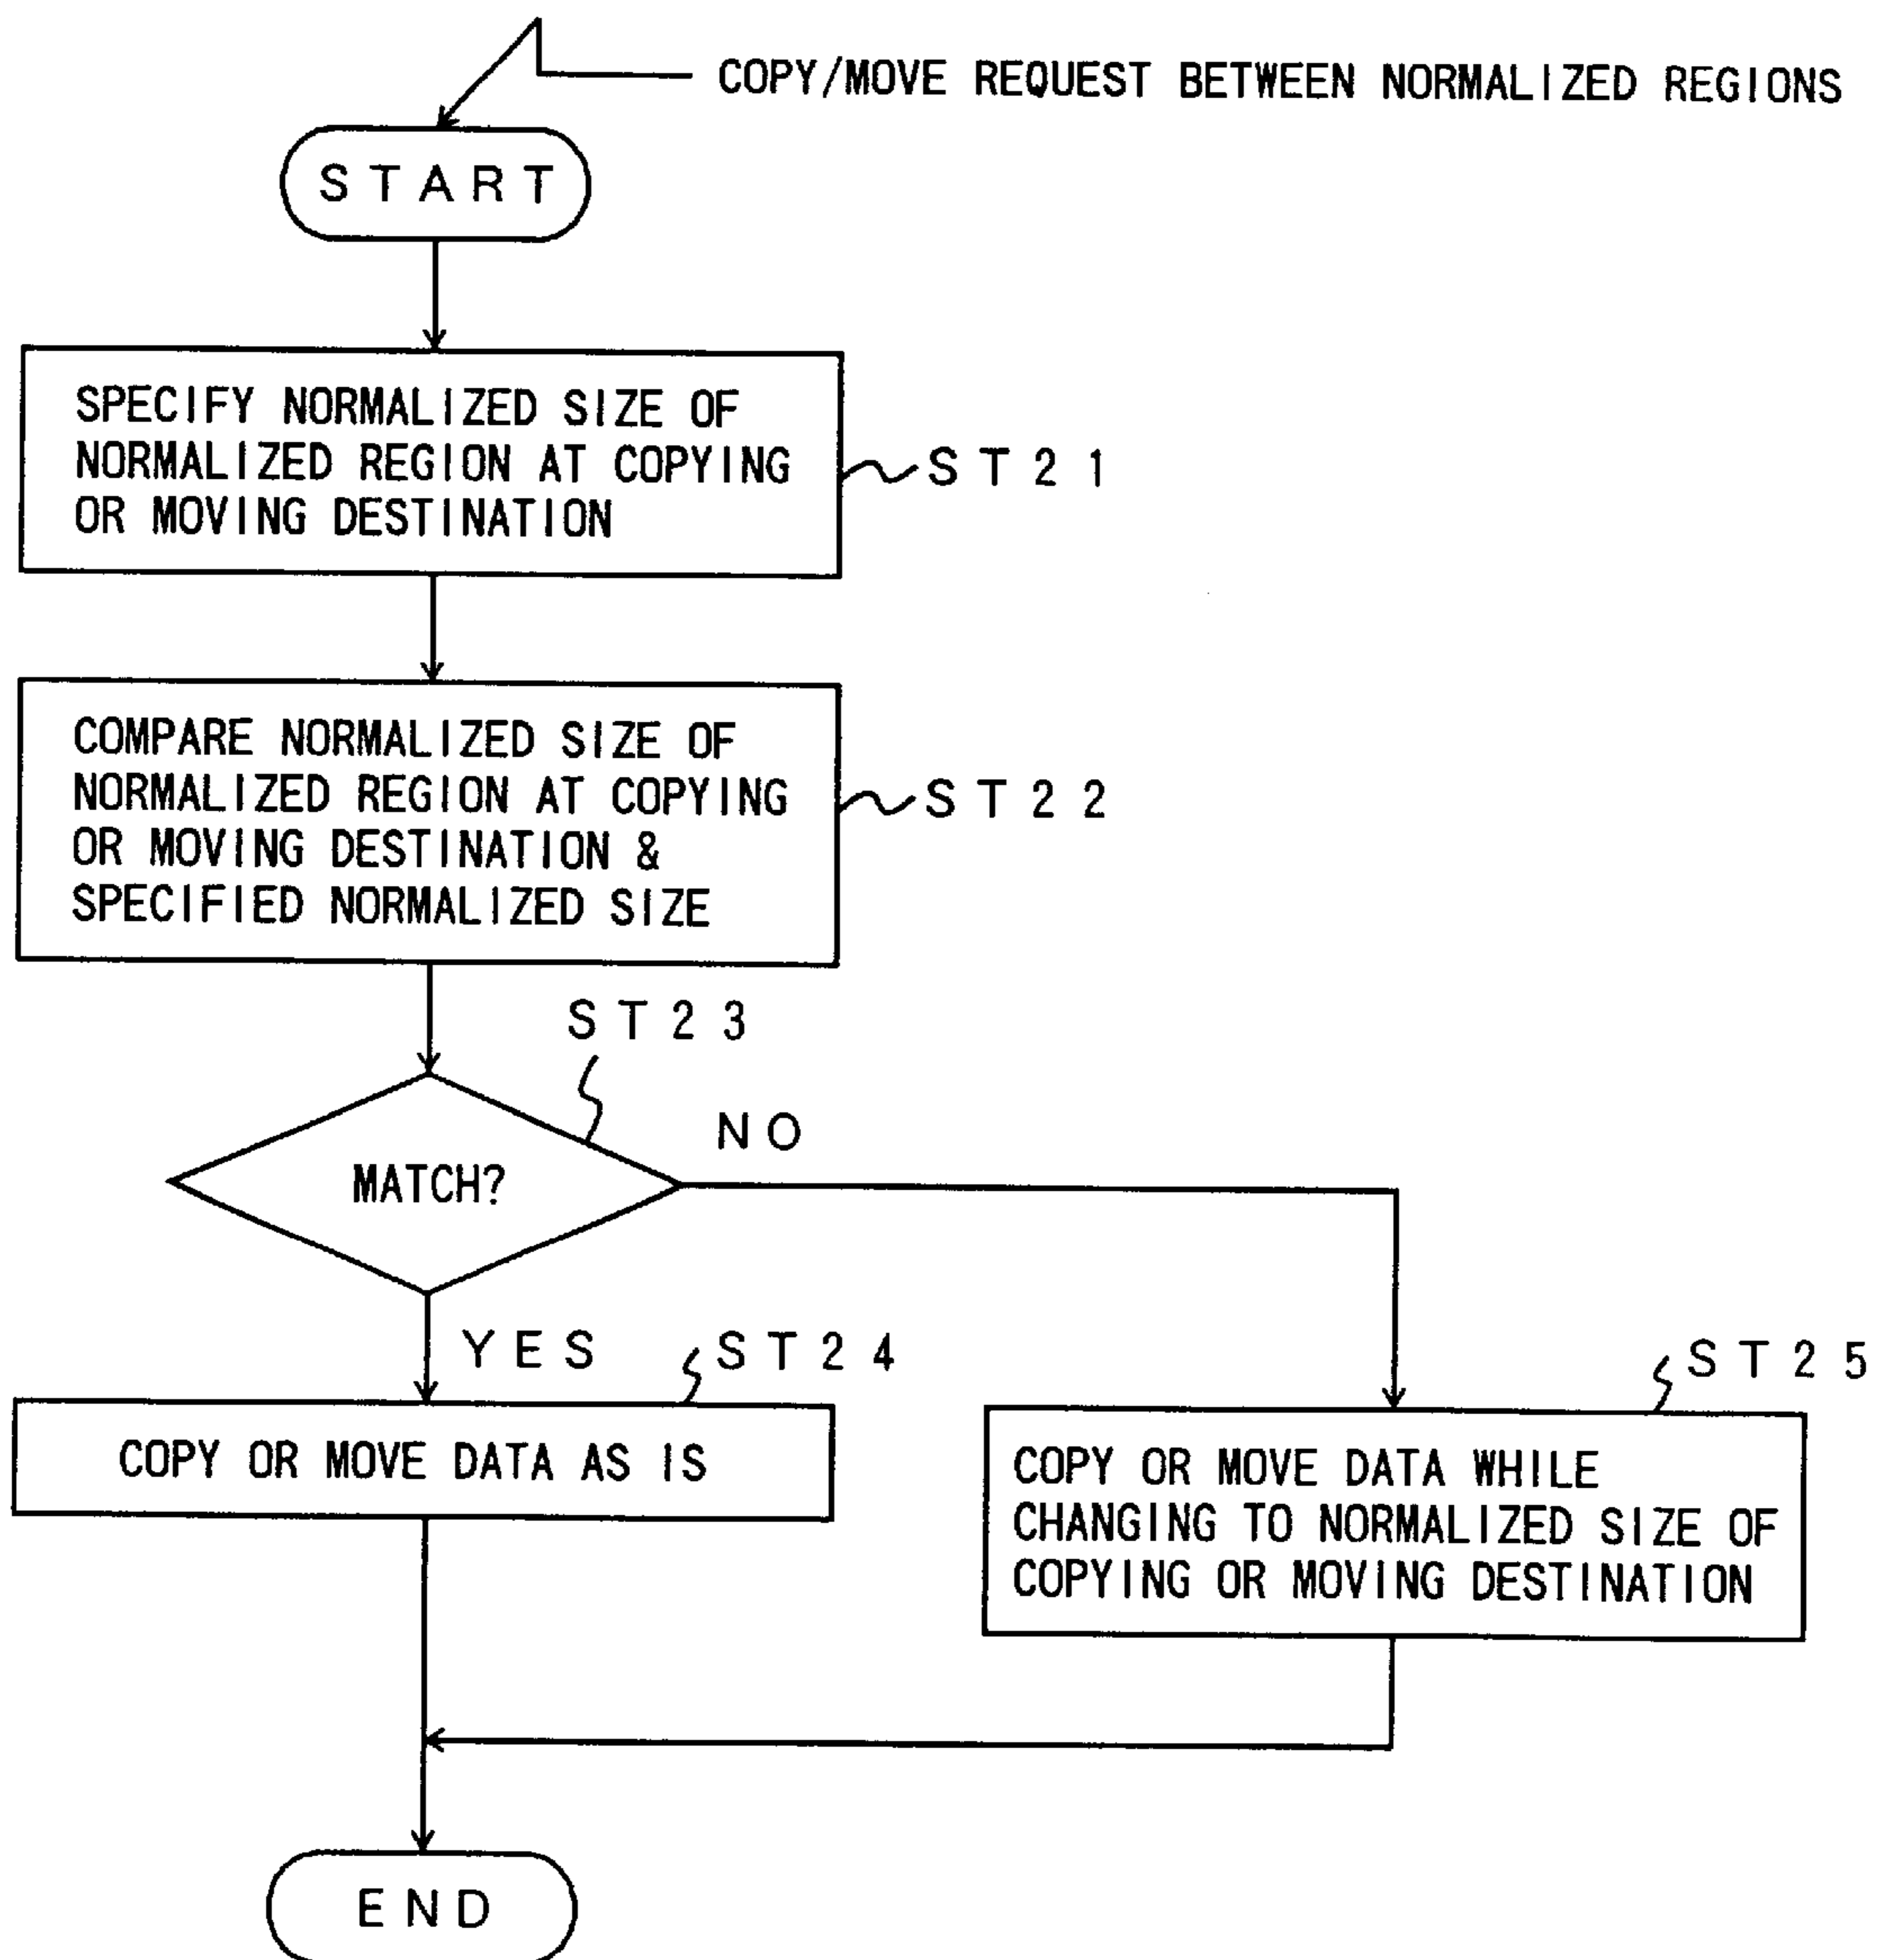 COPY/MOVE REQUEST BETWEEN NORMALIZED REGIONS
START
SPECIFY NORMALIZED SIZE OF
NORMALIZED REGION AT COPYING
OR MOVING DESTINATION
ST21
COMPARE NORMALIZED SIZE OF
NORMALIZED REGION AT COPYING
OR MOVING DESTINATION &
SPECIFIED NORMALIZED SIZE
ST22
ST23
MATCH?
NO
YES
ST24
COPY OR MOVE DATA AS IS
ST25
COPY OR MOVE DATA WHILE
CHANGING TO NORMALIZED SIZE OF
COPYING OR MOVING DESTINATION
END